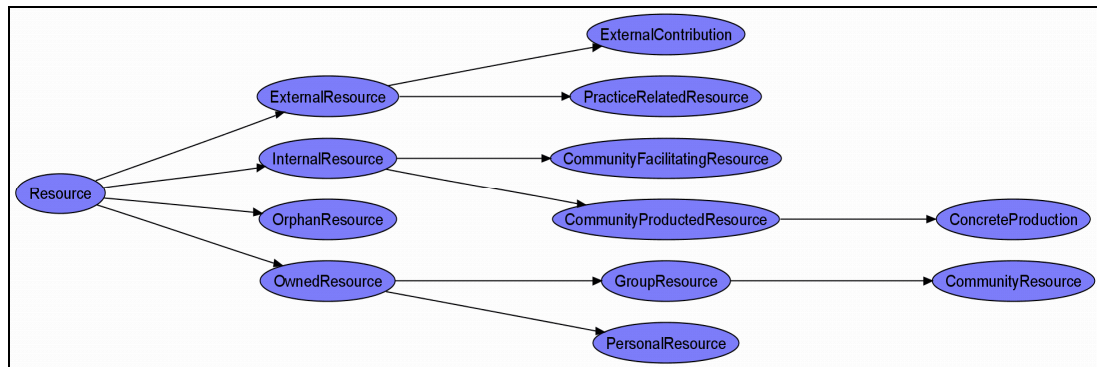 ExternalContribution
ExternalResource
PracticeRelatedResource
InternalResource
CommunityFacilitatingResource
Resource
OrphanResource
CommunityProductedResource
ConcreteProduction
OwnedResource
GroupResource
CommunityResource
PersonalResource